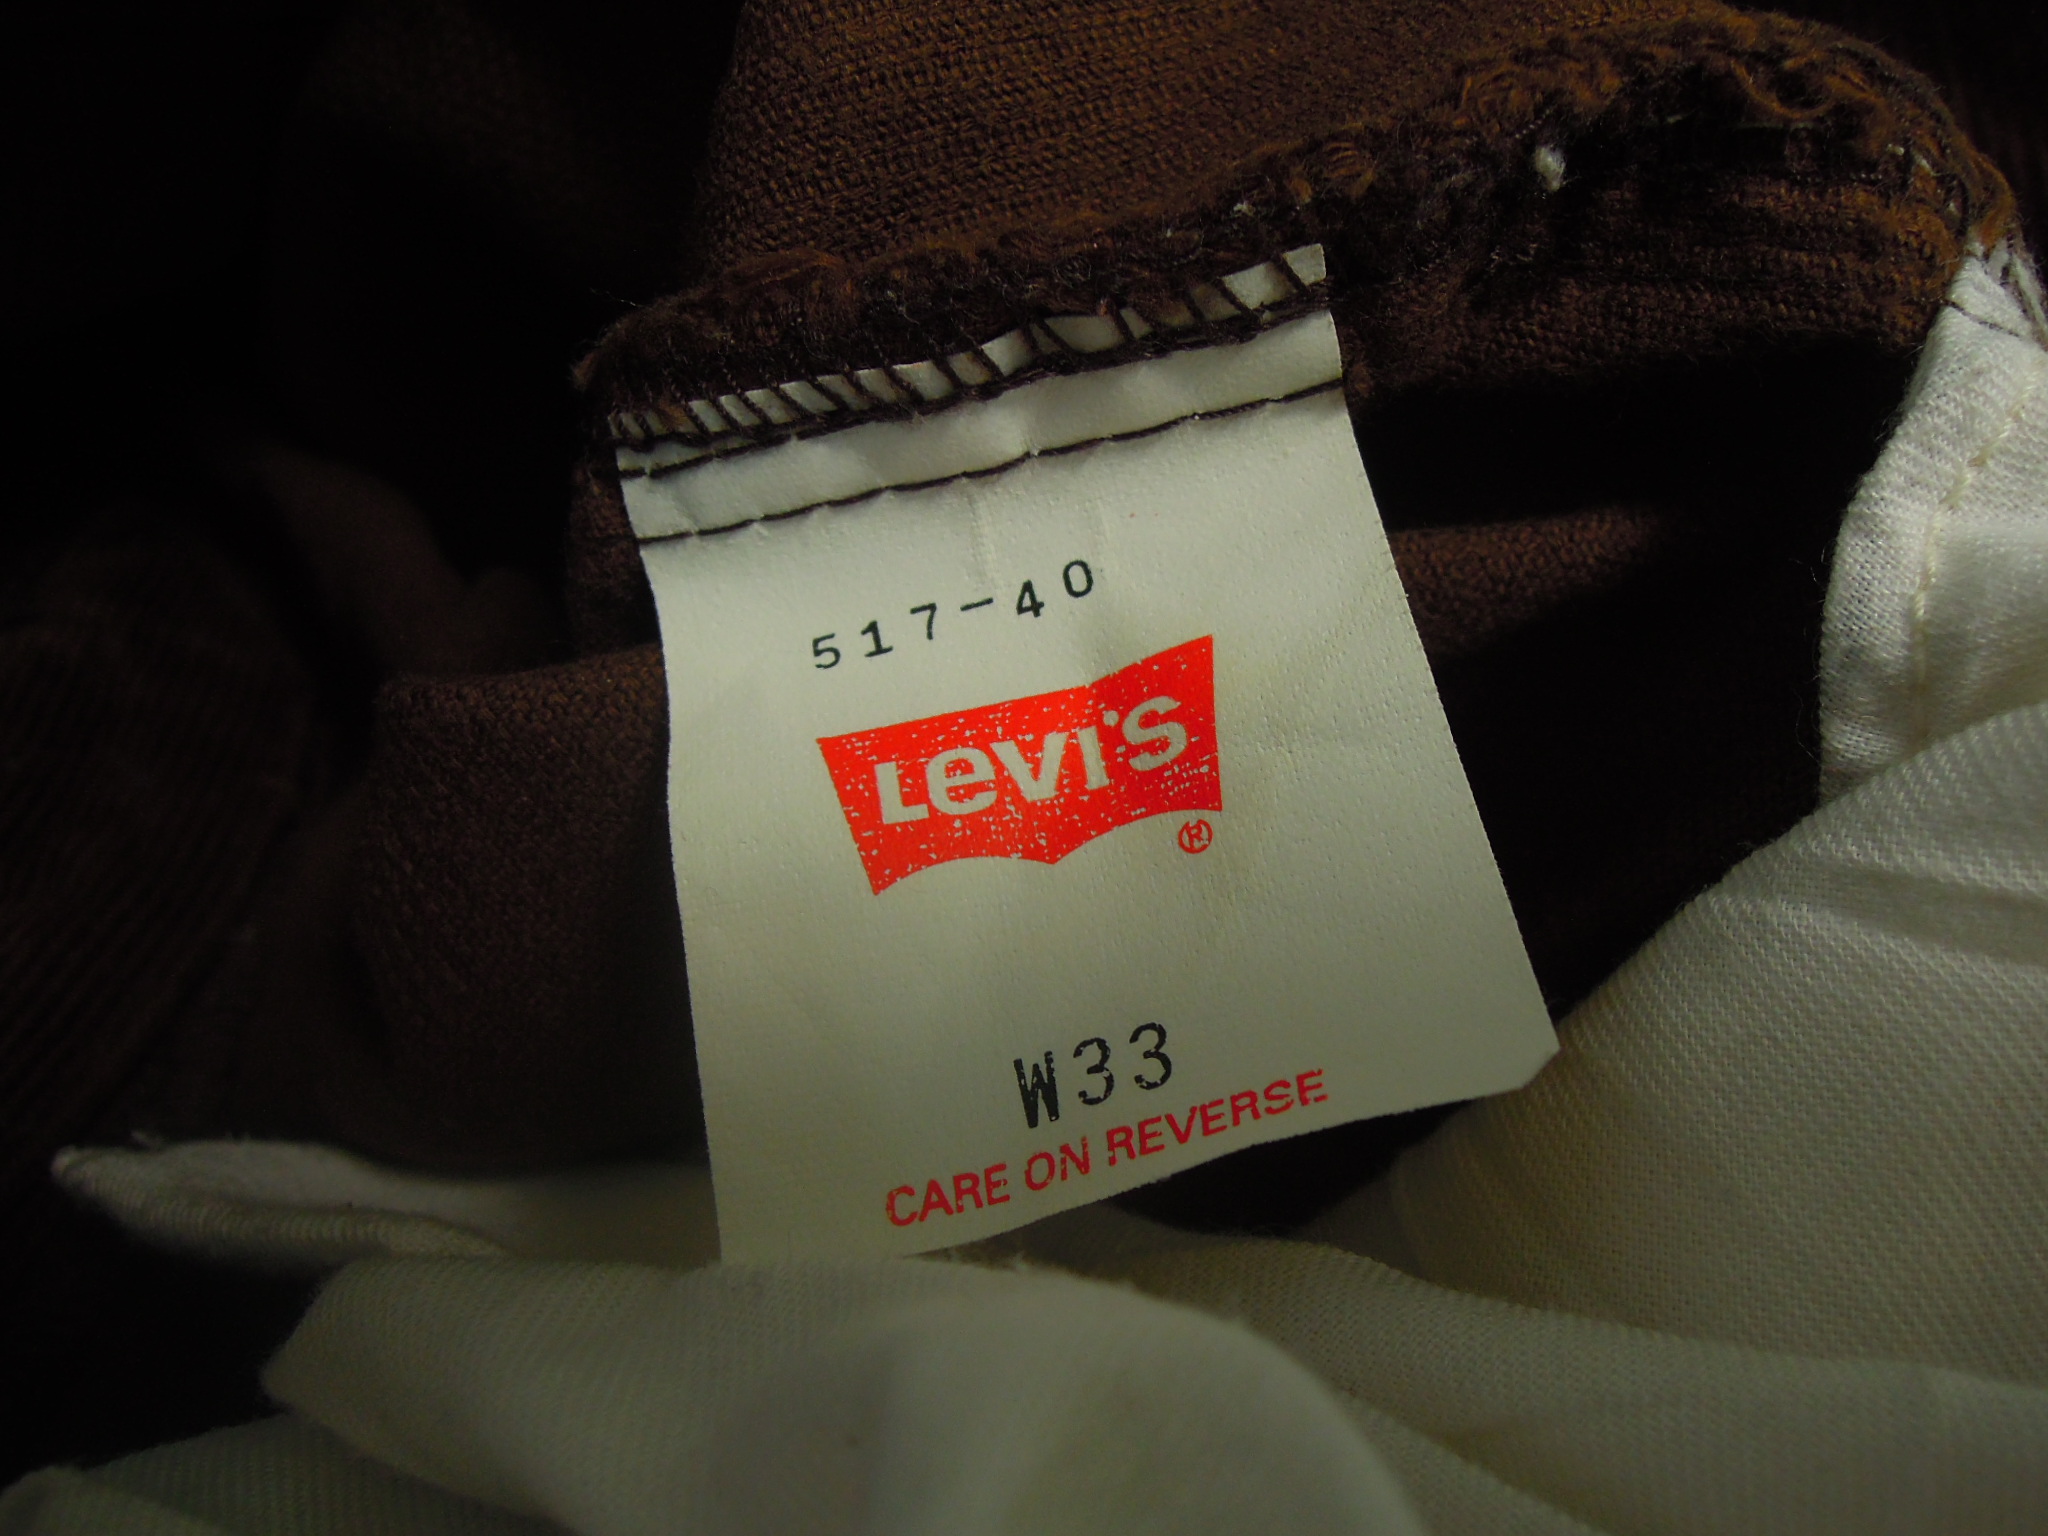 517-40
Levi's
®
W33
CARE ON REVERSE